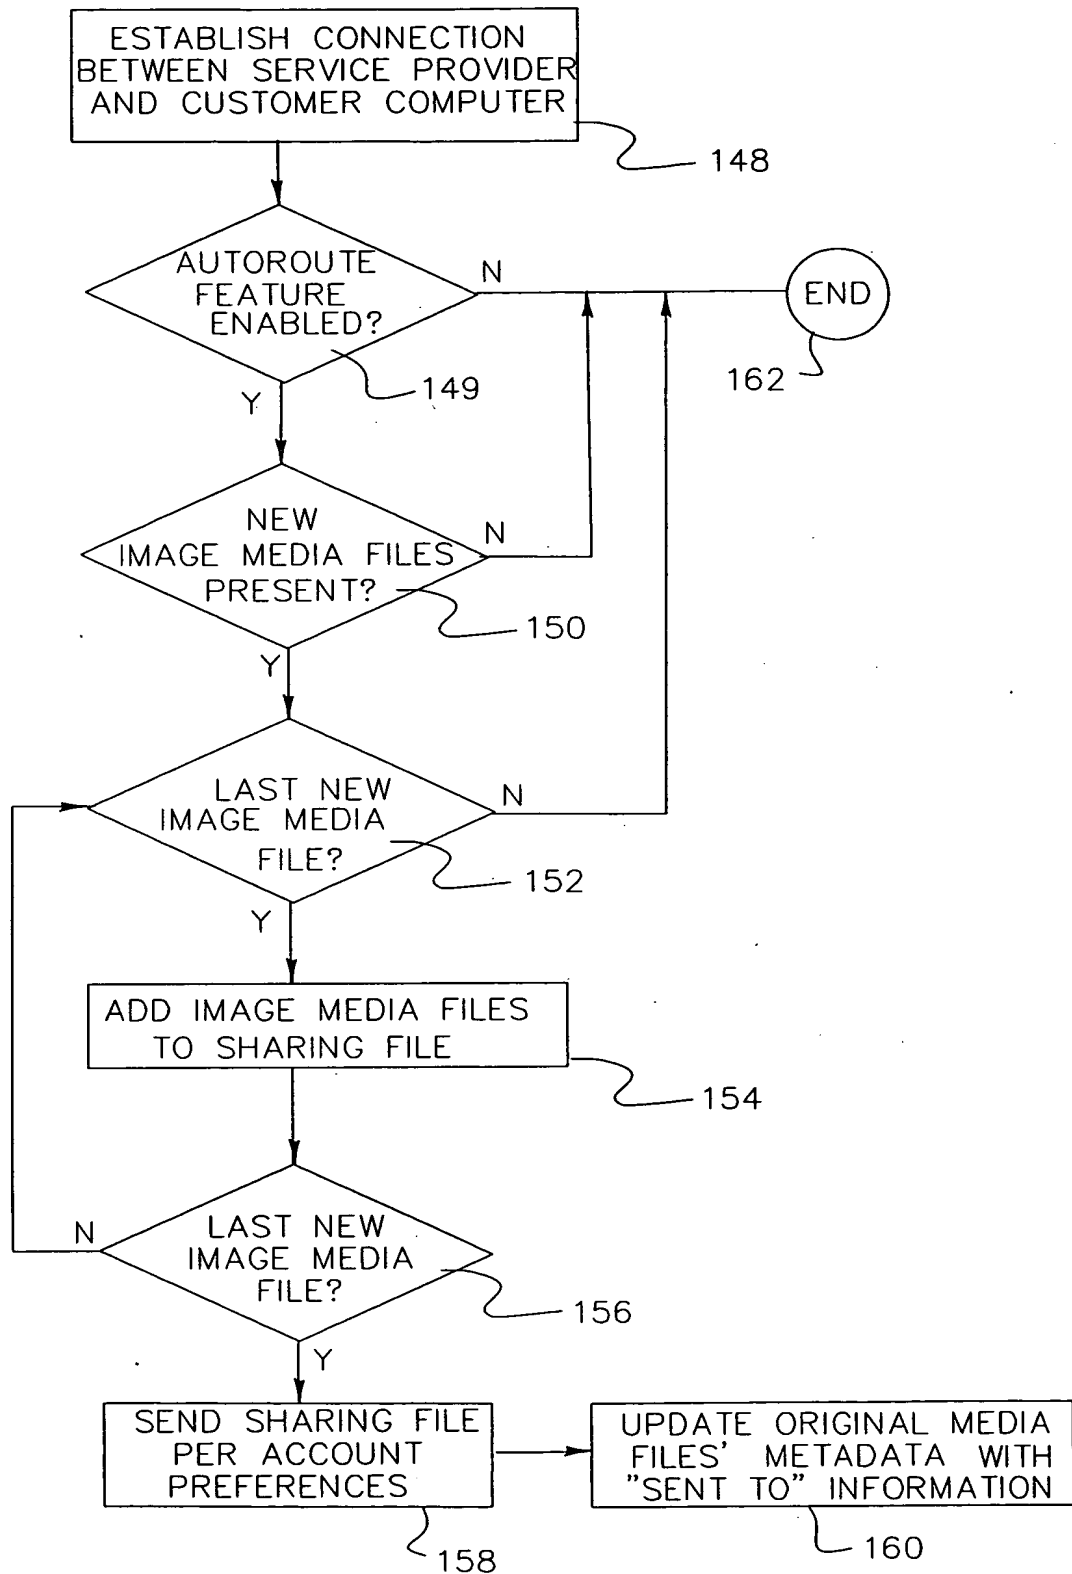 ESTABLISH CONNECTION
BETWEEN SERVICE PROVIDER
AND CUSTOMER COMPUTER
148
AUTOROUTE
FEATURE
ENABLED?
N
END
149
162
Y
NEW
IMAGE MEDIA FILES
PRESENT?
N
150
Y
LAST NEW
IMAGE MEDIA
FILE?
N
152
Y
ADD IMAGE MEDIA FILES
TO SHARING FILE
154
LAST NEW
IMAGE MEDIA
FILE?
N
156
Y
SEND SHARING FILE
PER ACCOUNT
PREFERENCES
158
UPDATE ORIGINAL MEDIA
FILES' METADATA WITH
"SENT TO" INFORMATION
160